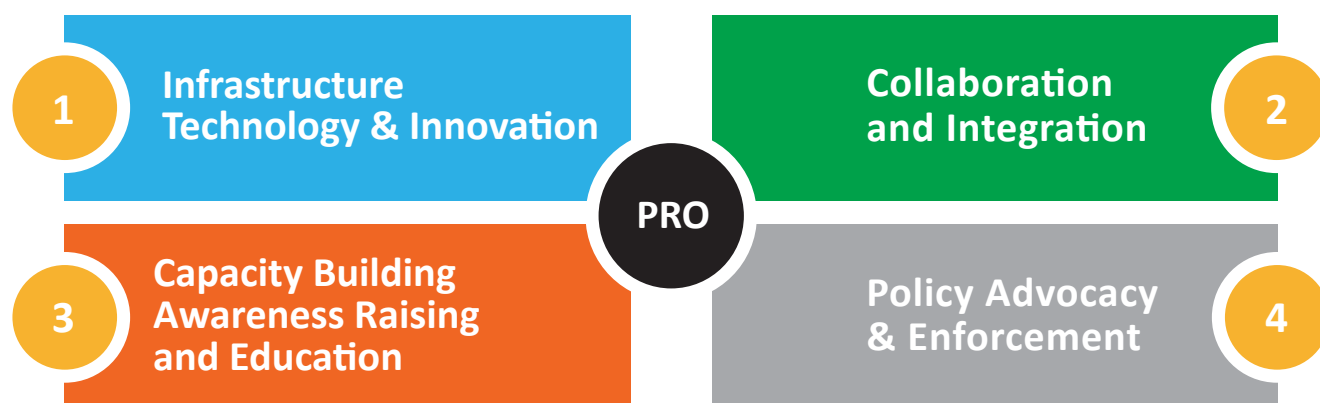 1
Infrastructure
Technology & Innovation
Collaboration
and Integration
2
PRO
3
Capacity Building
Awareness Raising
and Education
Policy Advocacy
& Enforcement
4